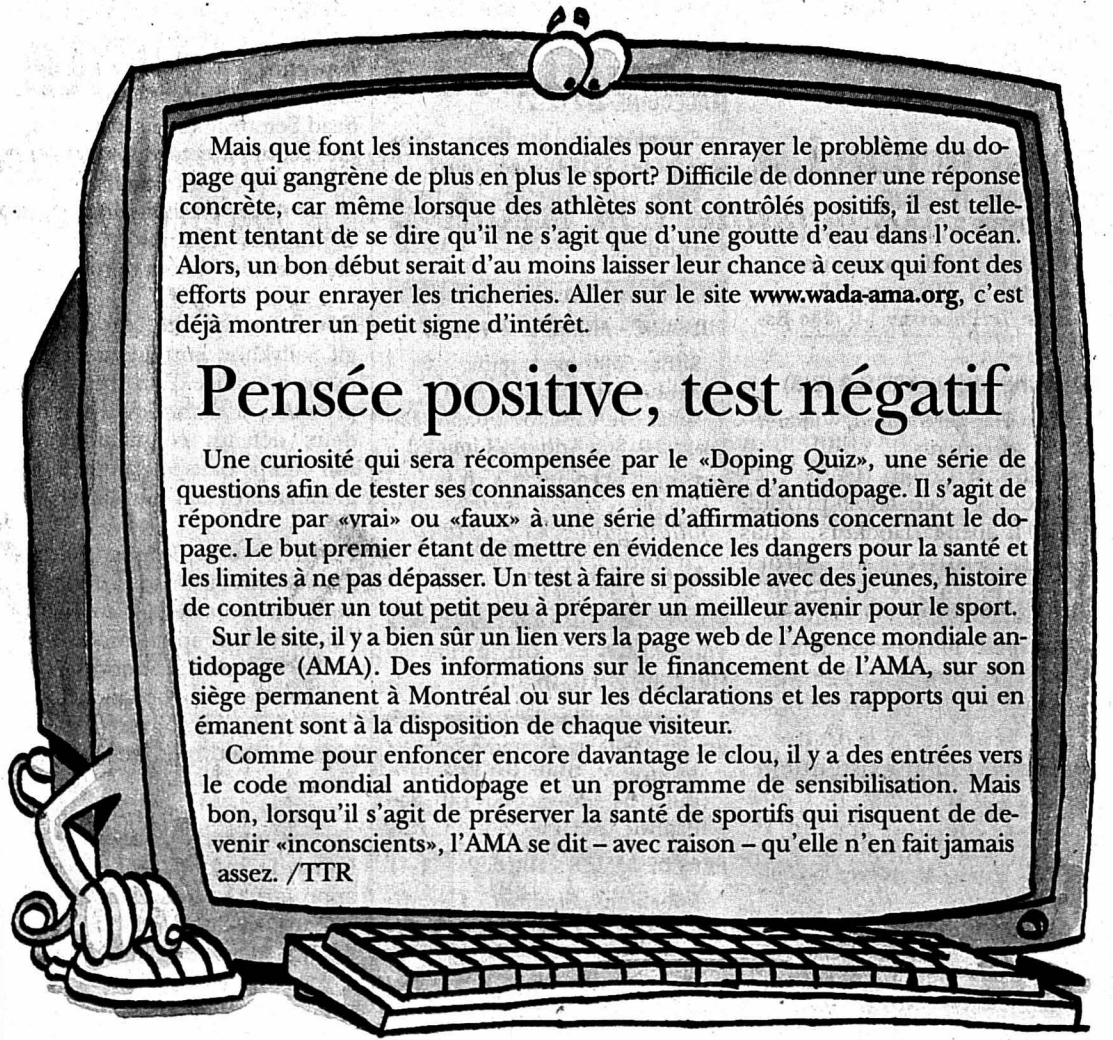 Mais que font les instances mondiales pour enrayer le problème du do-
page qui gangrène de plus en plus le sport? Difficile de donner une réponse
concrète, car même lorsque des athlètes sont contrôlés positifs, il est telle-
ment tentant de se dire qu'il ne s'agit que d'une goutte d'eau dans l'océan.
Alors, un bon début serait d'au moins laisser leur chance à ceux qui font des
efforts pour enrayer les tricheries. Aller sur le site www.wada-ama.org, c'est
déjà montrer un petit signe d'intérêt.
Pensée positive, test négatif
Une curiosité qui sera récompensée par le «Doping Quiz», une série de
questions afin de tester ses connaissances en matière d'antidopage. Il s'agit de
répondre par «vrai» ou «faux» à une série d'affirmations concernant le do-
page. Le but premier étant de mettre en évidence les dangers pour la santé et
les limites à ne pas dépasser. Un test à faire si possible avec des jeunes, histoire
de contribuer un tout petit peu à préparer un meilleur avenir pour le sport.
Sur le site, il y a bien sûr un lien vers la page web de l'Agence mondiale an-
tidopage (AMA). Des informations sur le financement de l'AMA, sur son
siège permanent à Montréal ou sur les déclarations et les rapports qui en
émanent sont à la disposition de chaque visiteur.
Comme pour enfoncer encore davantage le clou, il y a des entrées vers
le code mondial antidopage et un programme de sensibilisation. Mais
bon, lorsqu'il s'agit de préserver la santé de sportifs qui risquent de de-
venir «inconscients», l'AMA se dit – avec raison – qu'elle n'en fait jamais
assez. /TTR